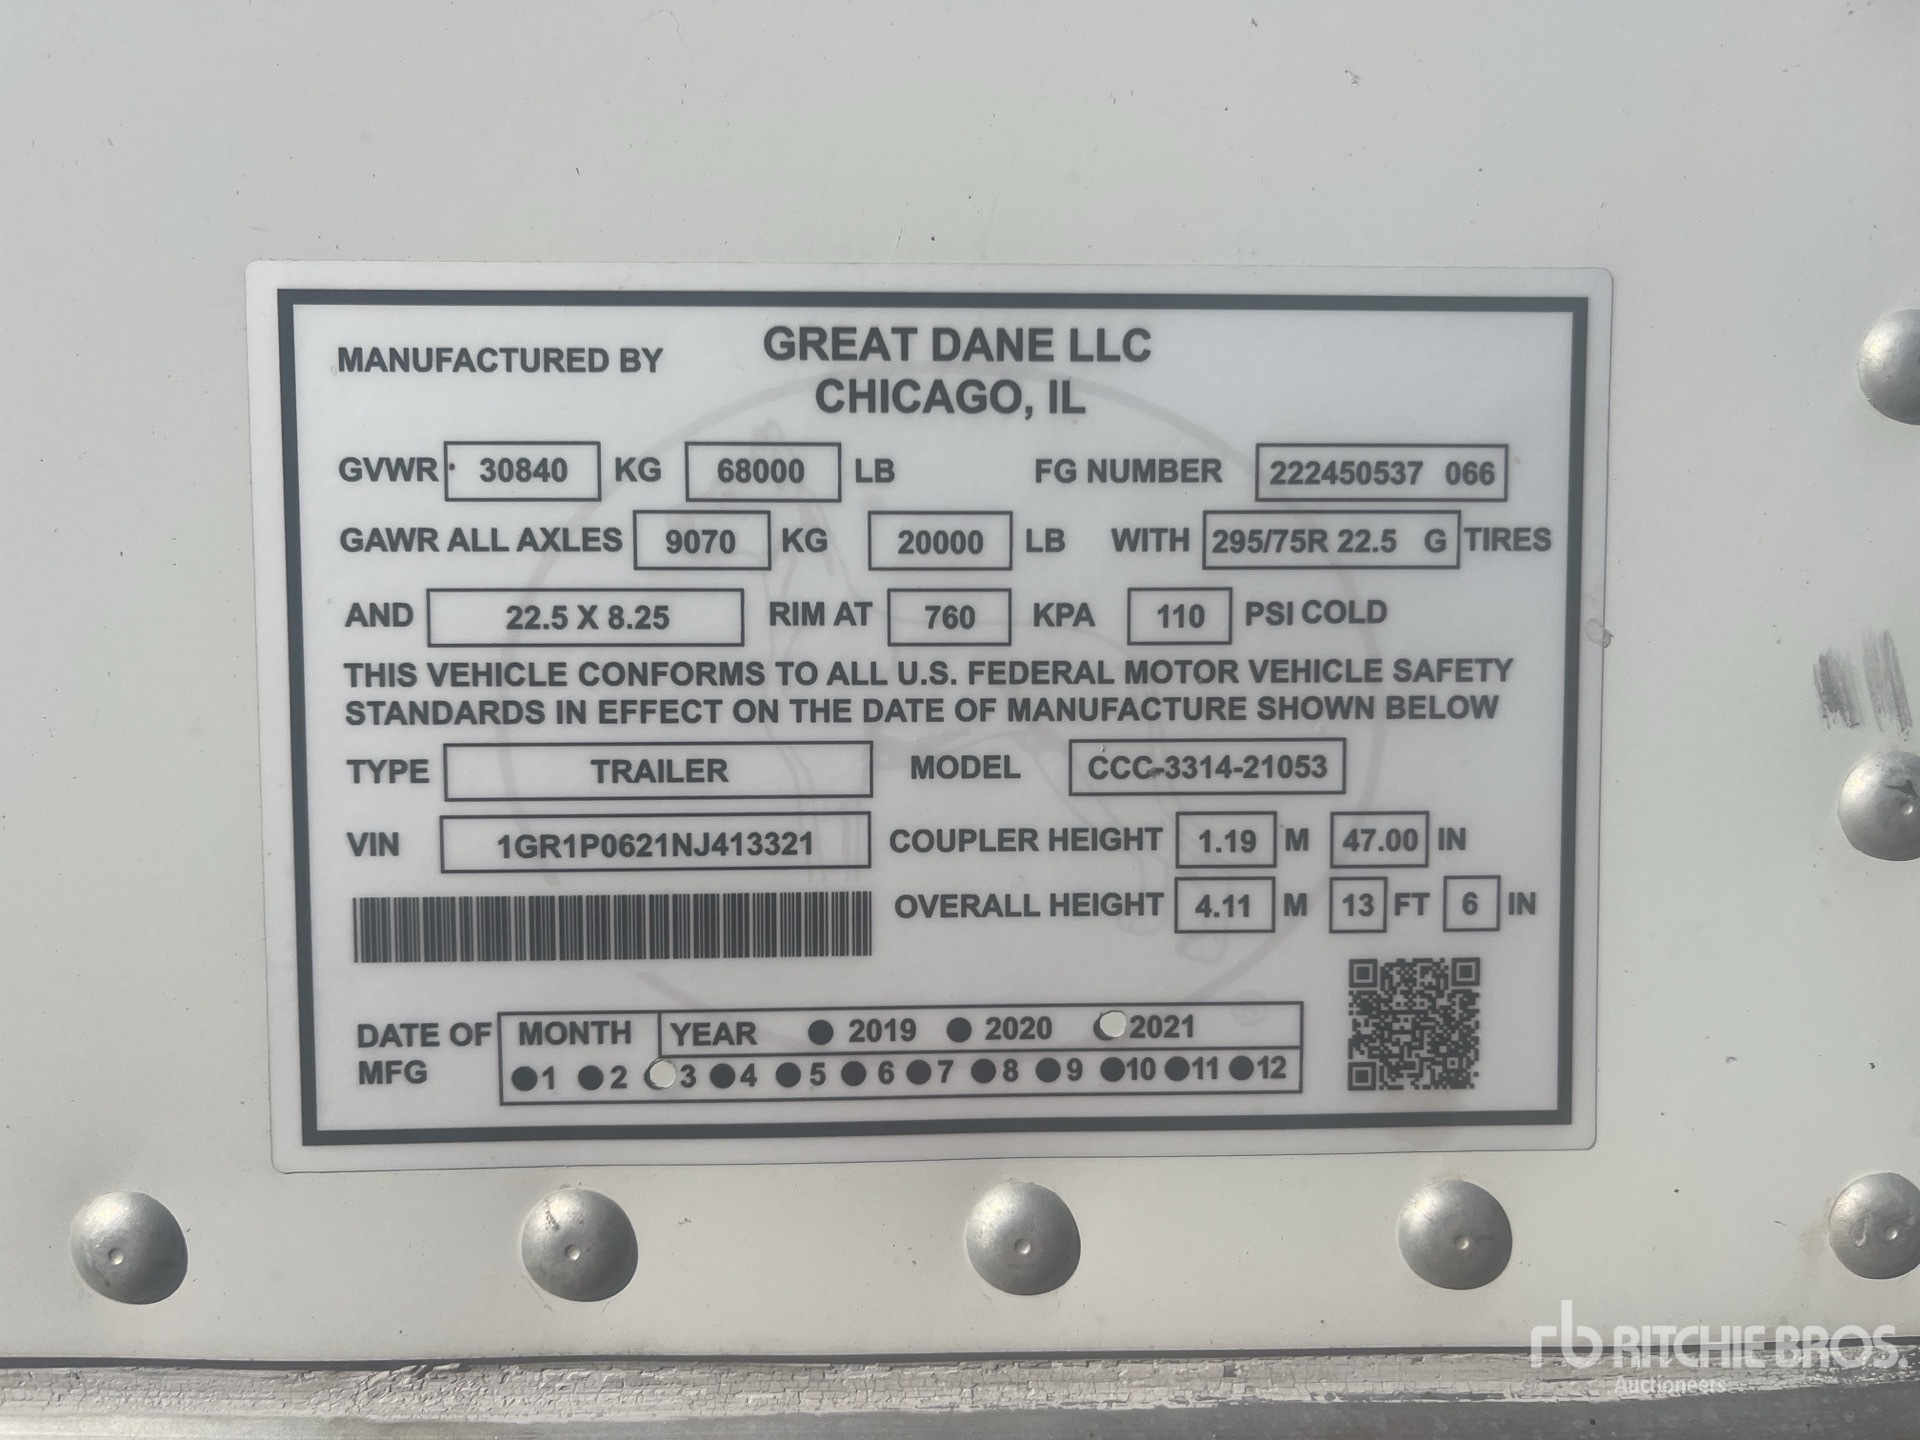 MANUFACTURED BY GREAT DANE LLC
CHICAGO, IL
GVWR 30840 KG 68000 LB FG NUMBER 222450537 066
GAWR ALL AXLES 9070 KG 20000 LB WITH 295/75R 22.5 G TIRES
AND 22.5 X 8.25 RIM AT 760 KPA 110 PSI COLD
THIS VEHICLE CONFORMS TO ALL U.S. FEDERAL MOTOR VEHICLE SAFETY
STANDARDS IN EFFECT ON THE DATE OF MANUFACTURE SHOWN BELOW
TYPE TRAILER MODEL CCC-3314-21053
VIN 1GR1P0621NJ413321 COUPLER HEIGHT 1.19 M 47.00 IN
OVERALL HEIGHT 4.11 M 13 FT 6 IN
DATE OF MFG MONTH YEAR 2019 2020 2021
1 2 3 4 5 6 7 8 9 10 11 12
rb RITCHIE BROS.
Auctioneers